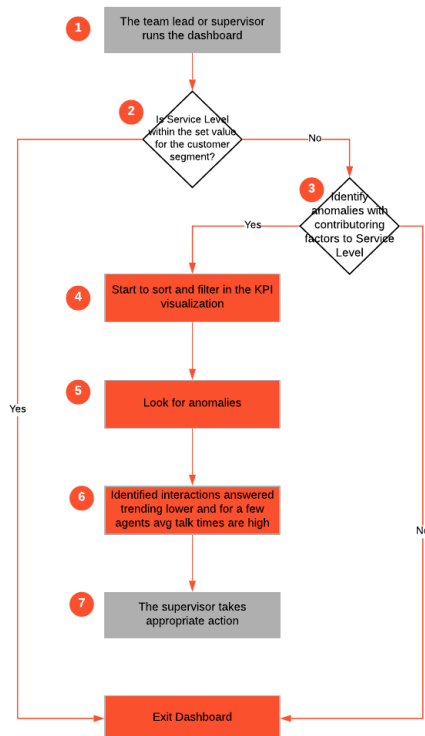 1
The team lead or supervisor
runs the dashboard
2
Is Service Level
within the set value
for the customer
segment?
No
3
Identify
anomalies with
contributoring
factors to Service
Level
Yes
4
Start to sort and filter in the KPI
visualization
5
Look for anomalies
Yes
6
Identified interactions answered
trending lower and for a few
agents avg talk times are high
7
The supervisor takes
appropriate action
Exit Dashboard